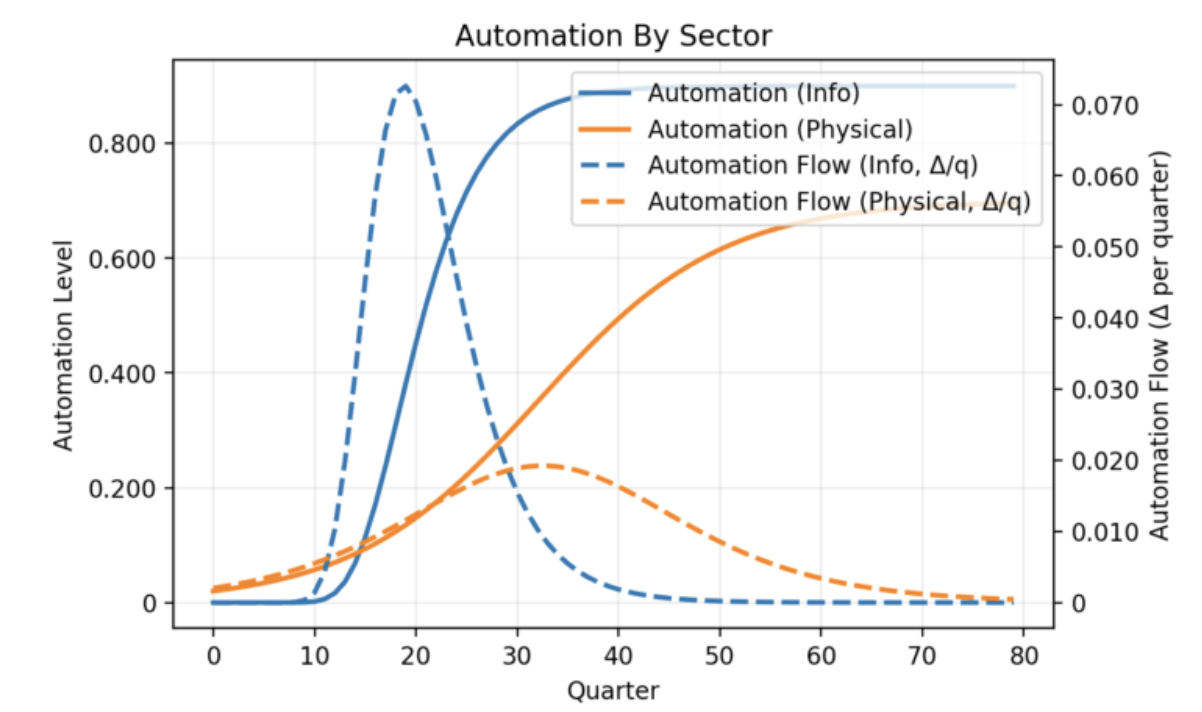 Automation By Sector
Automation (Info)
Automation (Physical)
Automation Flow (Info, Δ/q)
Automation Flow (Physical, Δ/q)
Automation Level
0.800
0.600
0.400
0.200
0
0.070
0.060
0.050
0.040
0.030
0.020
0.010
0
Automation Flow (Δ per quarter)
0 10 20 30 40 50 60 70 80
Quarter